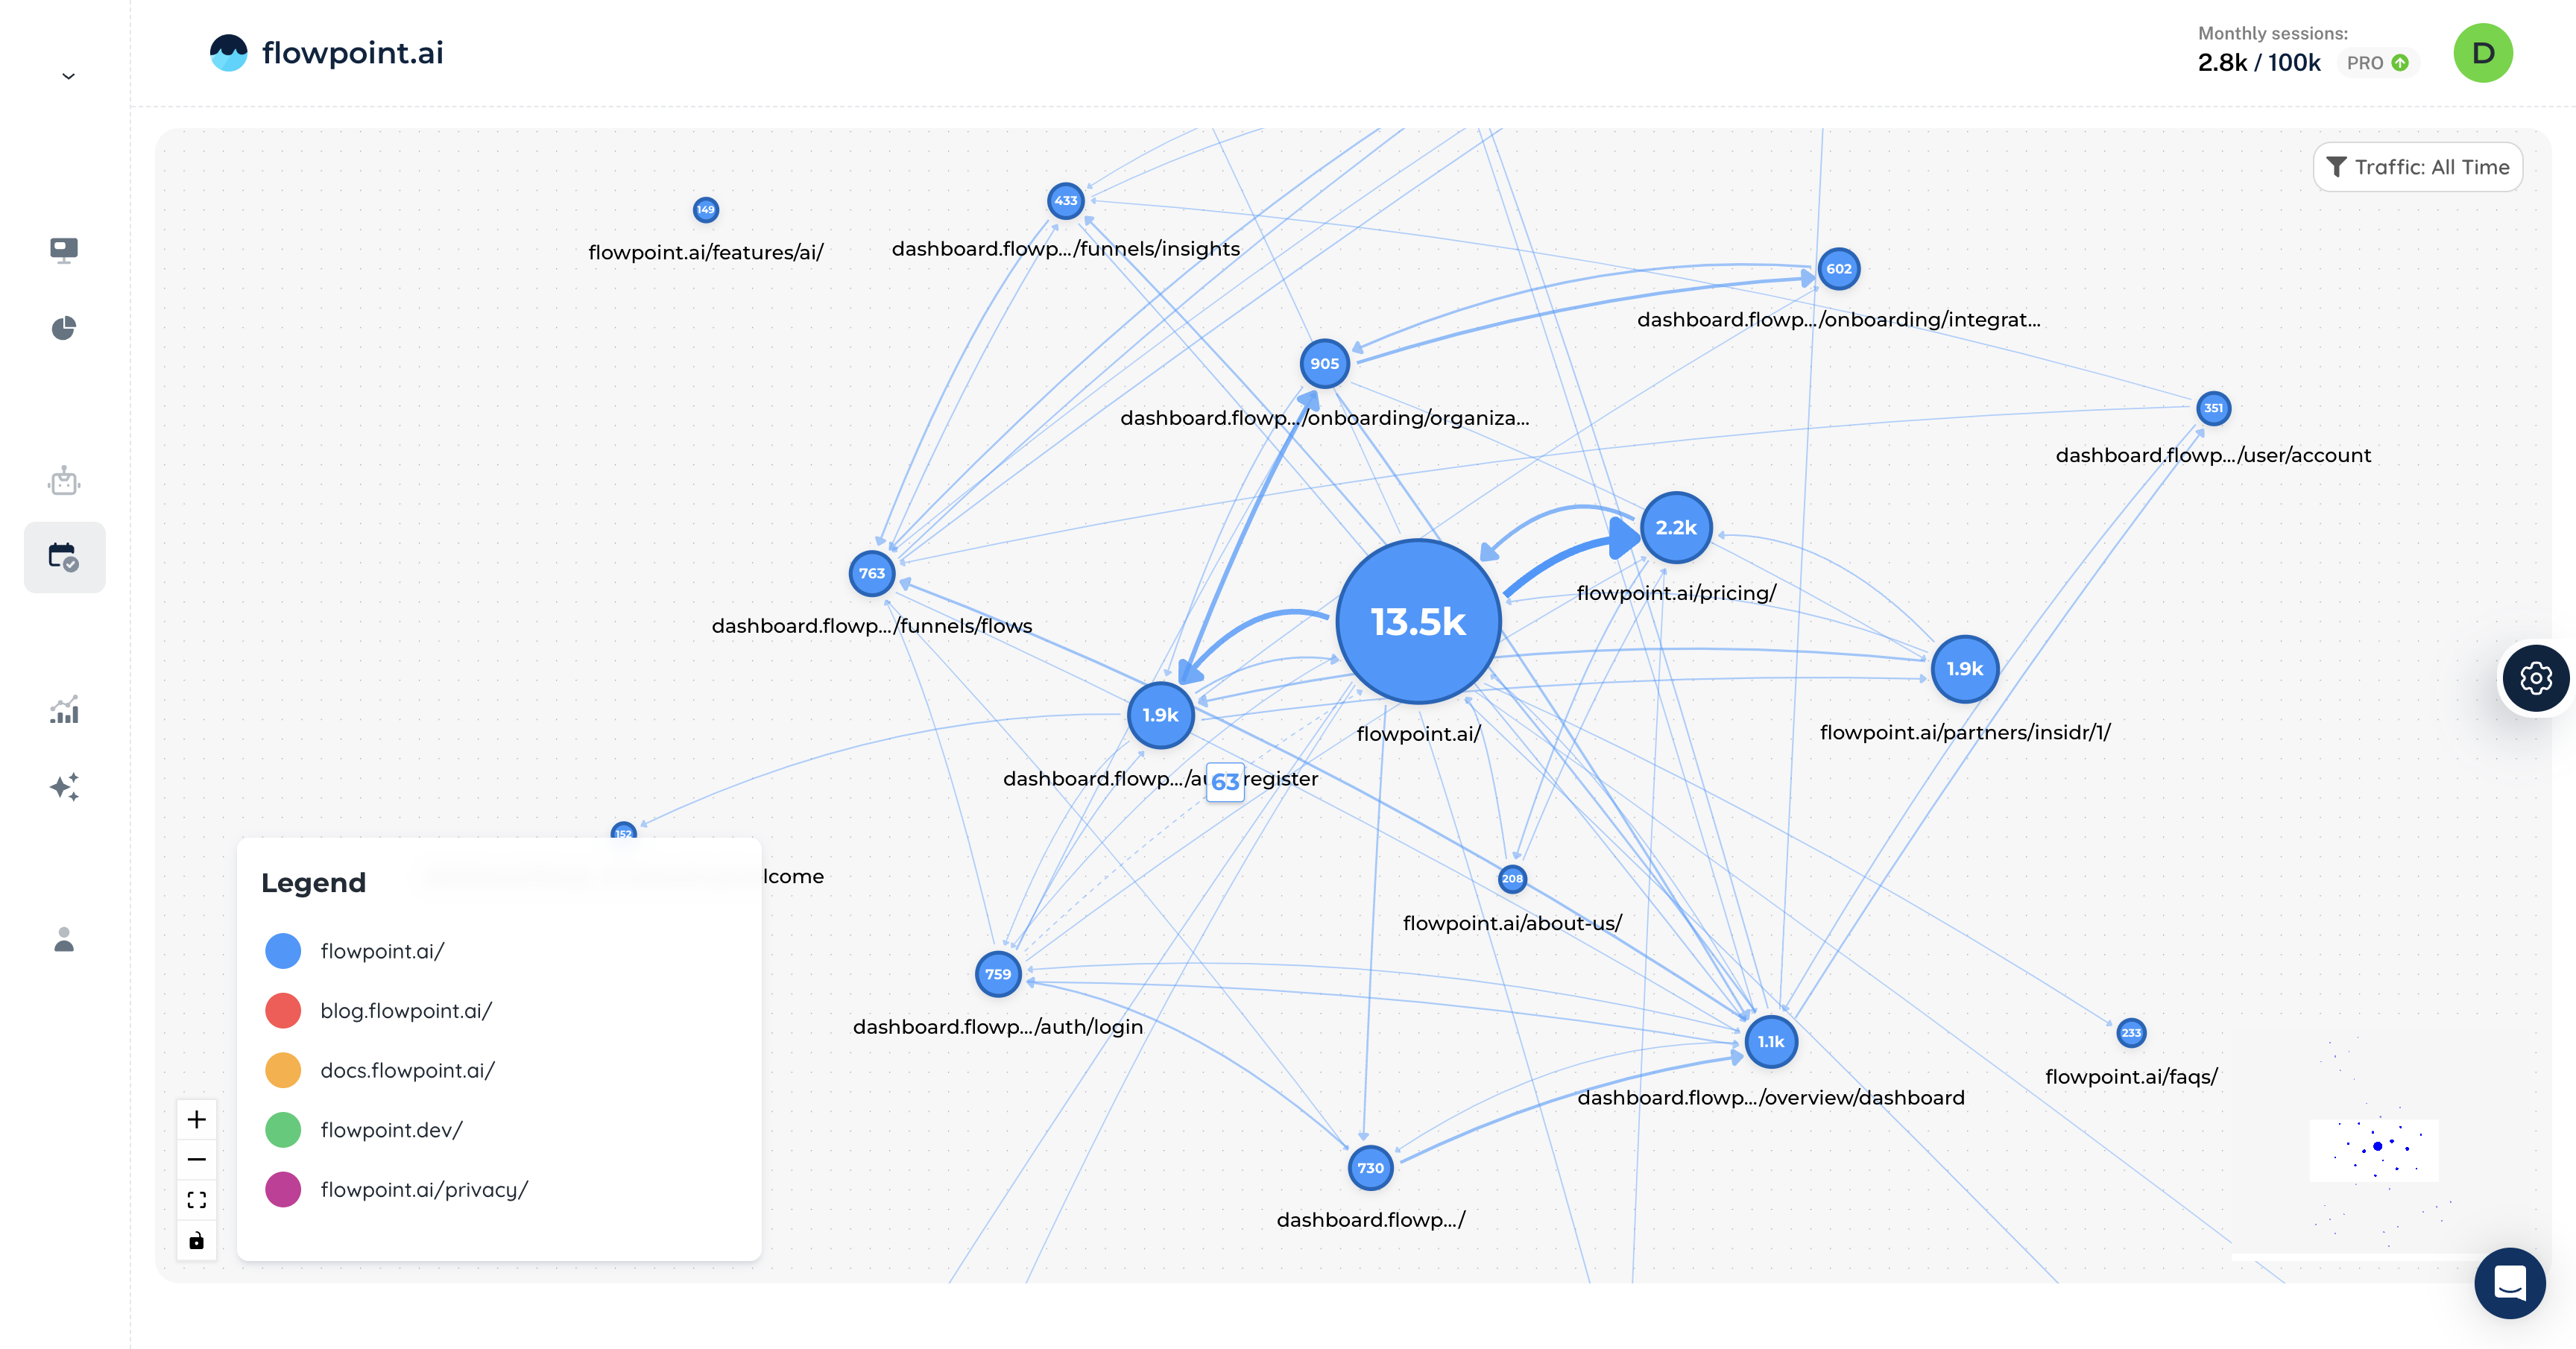 flowpoint.ai
Monthly sessions:
2.8k / 100k
PRO
D
Traffic: All Time
149
flowpoint.ai/features/ai/
433
dashboard.flowp.../funnels/insights
602
dashboard.flowp.../onboarding/integrat...
905
dashboard.flowp.../onboarding/organiza...
351
dashboard.flowp.../user/account
2.2k
flowpoint.ai/pricing/
763
dashboard.flowp.../funnels/flows
13.5k
flowpoint.ai/
1.9k
flowpoint.ai/partners/insidr/1/
1.9k
dashboard.flowp.../au
63
register
152
lcome
208
flowpoint.ai/about-us/
759
dashboard.flowp.../auth/login
1.1k
dashboard.flowp.../overview/dashboard
233
flowpoint.ai/faqs/
730
dashboard.flowp.../
Legend
flowpoint.ai/
blog.flowpoint.ai/
docs.flowpoint.ai/
flowpoint.dev/
flowpoint.ai/privacy/